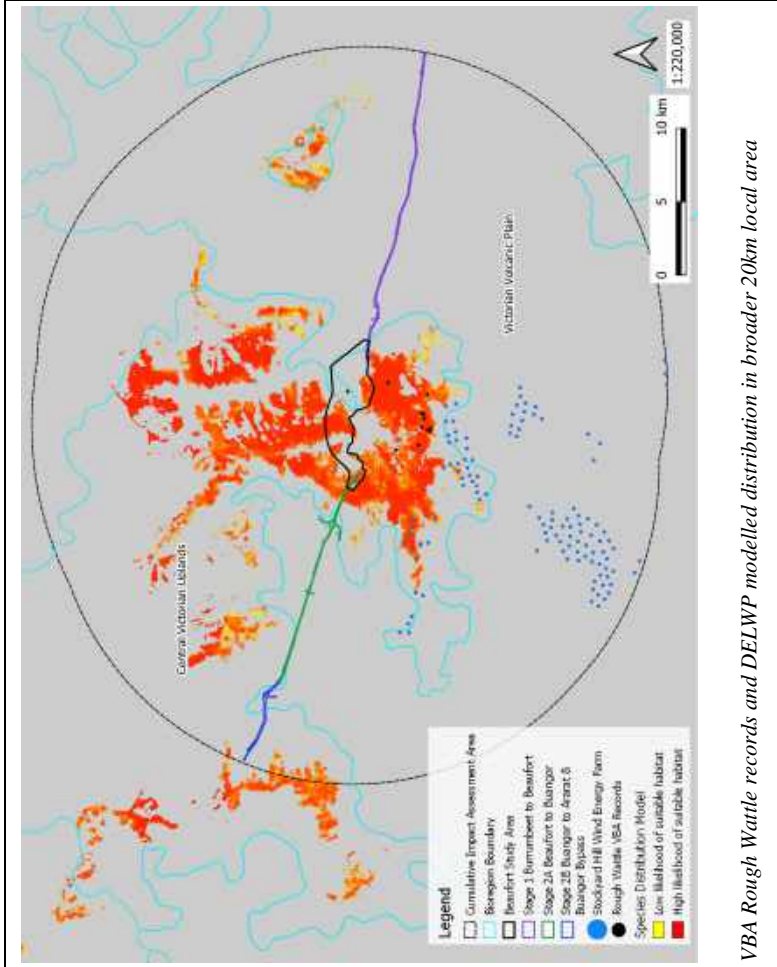 Central Victorian Uplands
Victorian Volcanic Plain
1:220,000
0 5 10 km
Legend
Cumulative Impact Assessment Area
Bioregion Boundary
Beaufort Study Area
Stage 1 Burrumbeet to Beaufort
Stage 2A Beaufort to Buangor
Stage 2B Buangor to Ararat &
Buangor Bypass
Stockyard Hill Wind Energy Farm
Rough Wattle VBA Records
Species Distribution Model
Low likelihood of suitable habitat
High likelihood of suitable habitat
VBA Rough Wattle records and DELWP modelled distribution in broader 20km local area